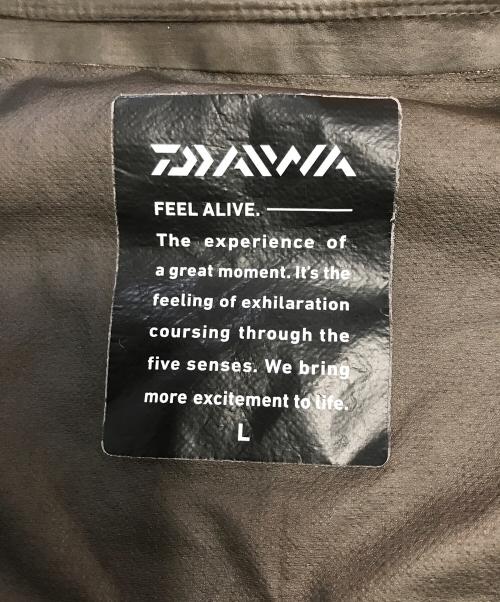 DAIWA
FEEL ALIVE.
The experience of
a great moment. It's the
feeling of exhilaration
coursing through the
five senses. We bring
more excitement to life.
L